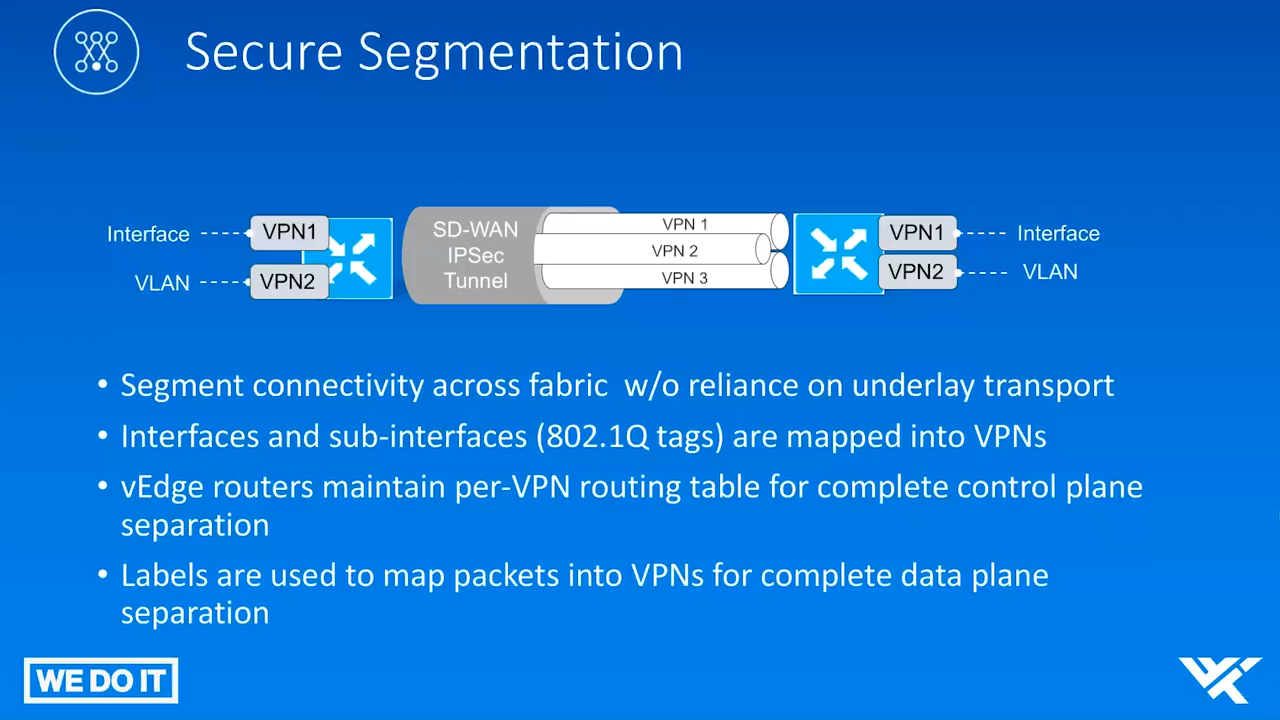 Secure Segmentation
Interface
VPN1
VLAN
VPN2
SD-WAN
IPSec
Tunnel
VPN 1
VPN 2
VPN 3
VPN1
Interface
VPN2
VLAN
• Segment connectivity across fabric w/o reliance on underlay transport
• Interfaces and sub-interfaces (802.1Q tags) are mapped into VPNs
• vEdge routers maintain per-VPN routing table for complete control plane
separation
• Labels are used to map packets into VPNs for complete data plane
separation
WE DO IT